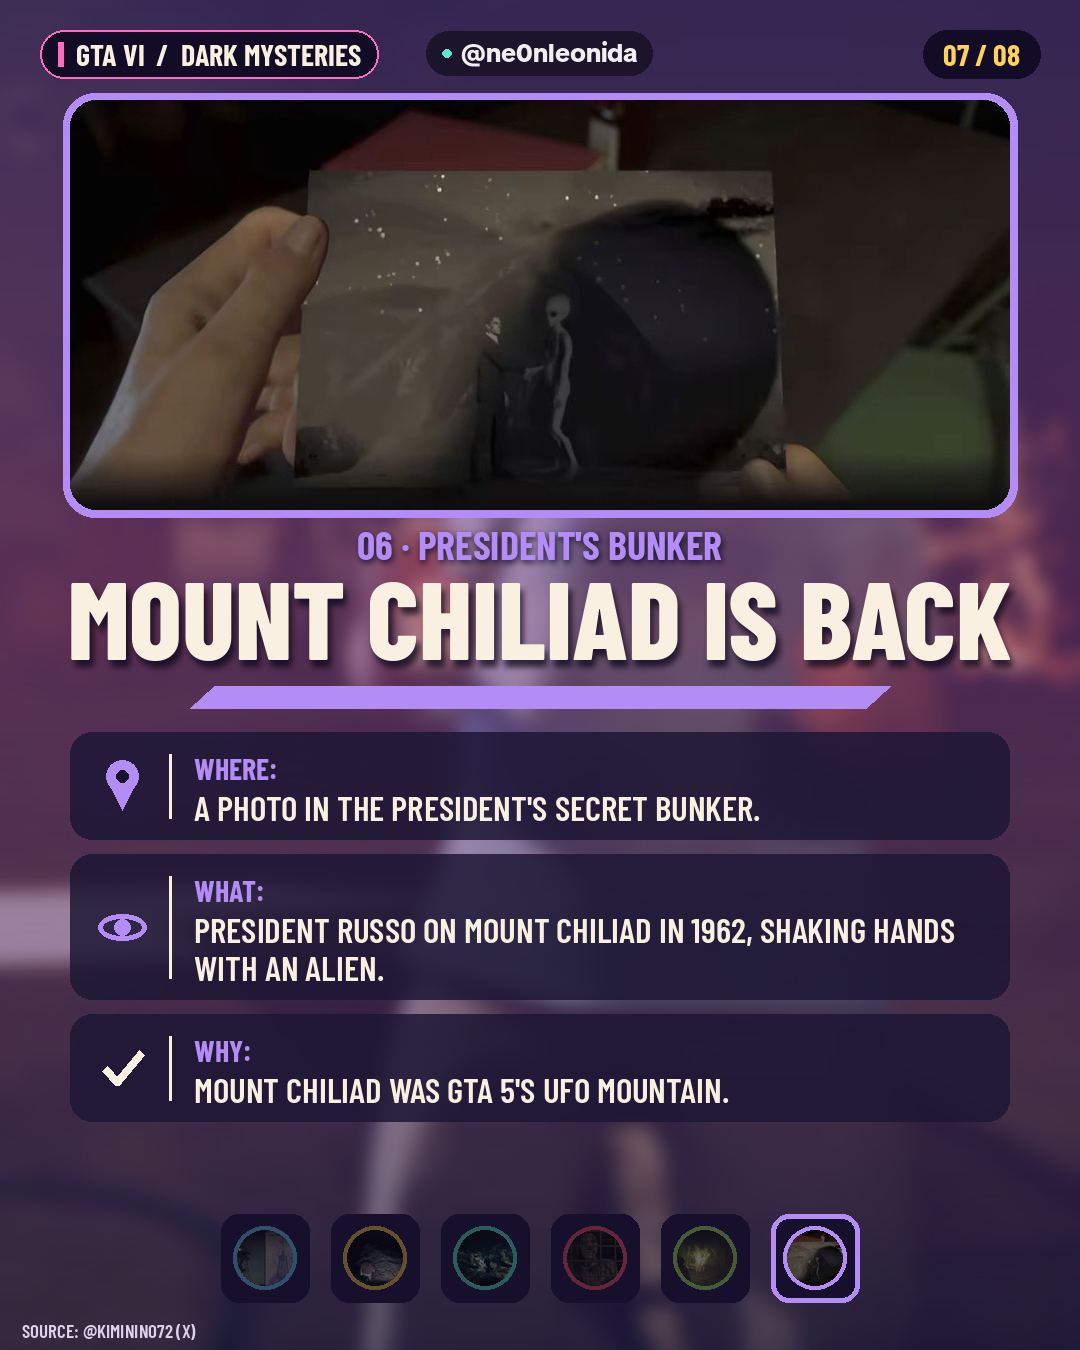 GTA VI / DARK MYSTERIES
@ne0nleonida
07 / 08
06 · PRESIDENT'S BUNKER
MOUNT CHILIAD IS BACK
WHERE:
A PHOTO IN THE PRESIDENT'S SECRET BUNKER.
WHAT:
PRESIDENT RUSSO ON MOUNT CHILIAD IN 1962, SHAKING HANDS
WITH AN ALIEN.
WHY:
MOUNT CHILIAD WAS GTA 5'S UFO MOUNTAIN.
SOURCE: @KIMININO72 (X)